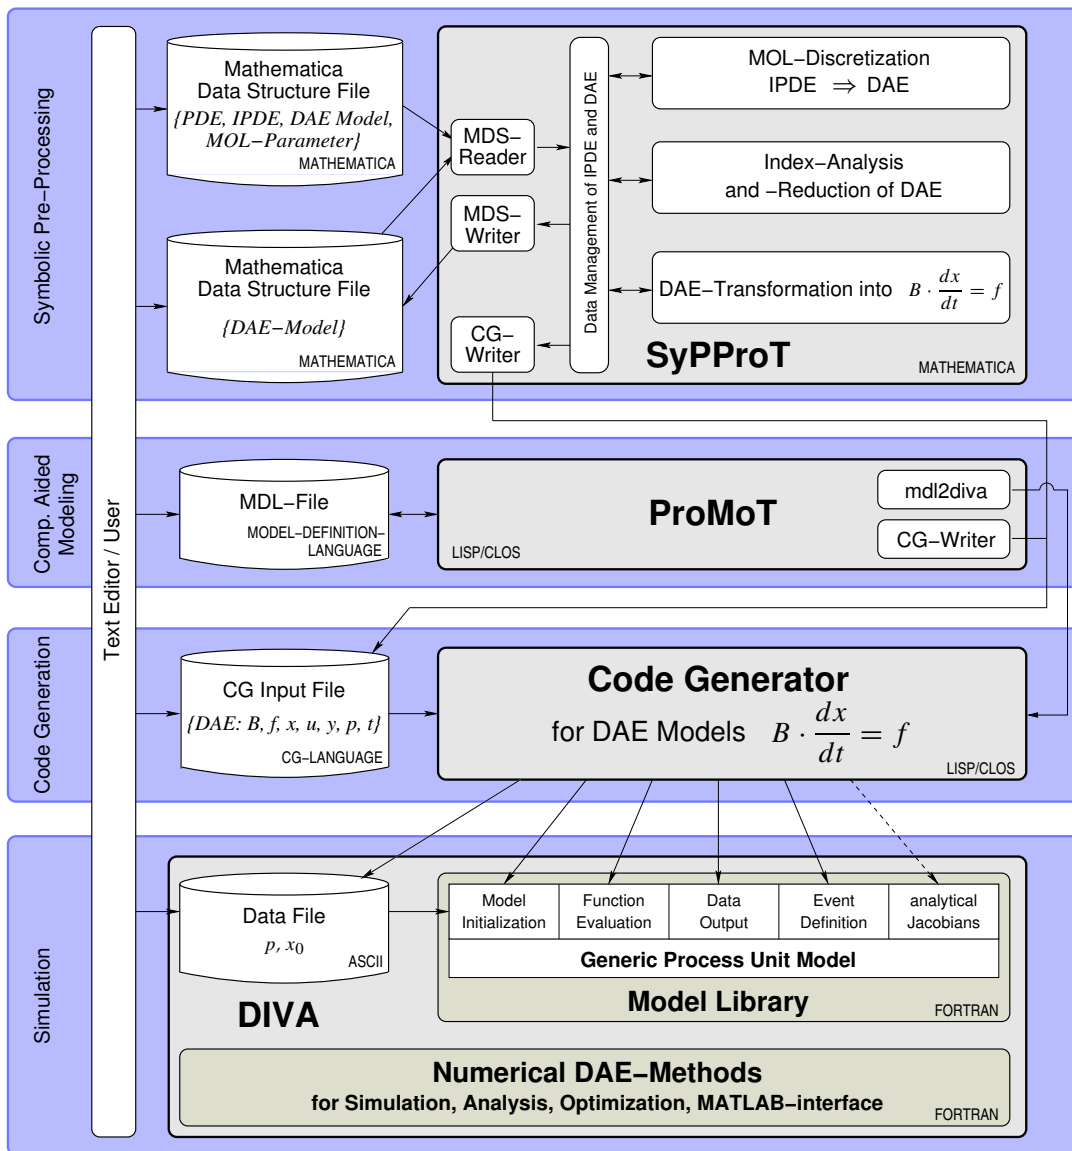 Symbolic Pre–Processing
Text Editor / User
Mathematica
Data Structure File
{PDE, IPDE, DAE Model,
MOL–Parameter}
MATHEMATICA
Mathematica
Data Structure File
{DAE–Model}
MATHEMATICA
MDS–
Reader
MDS–
Writer
CG–
Writer
Data Management of IPDE and DAE
MOL–Discretization
IPDE ⇒ DAE
Index–Analysis
and –Reduction of DAE
DAE–Transformation into B · dx/dt = f
SyPProT
MATHEMATICA
Comp. Aided
Modeling
MDL–File
MODEL–DEFINITION–
LANGUAGE
ProMoT
LISP/CLOS
mdl2diva
CG–Writer
Code Generation
CG Input File
{DAE: B, f, x, u, y, p, t}
CG–LANGUAGE
Code Generator
for DAE Models B · dx/dt = f
LISP/CLOS
Simulation
Data File
p, x0
ASCII
DIVA
Model
Initialization
Function
Evaluation
Data
Output
Event
Definition
analytical
Jacobians
Generic Process Unit Model
Model Library
FORTRAN
Numerical DAE–Methods
for Simulation, Analysis, Optimization, MATLAB–interface
FORTRAN